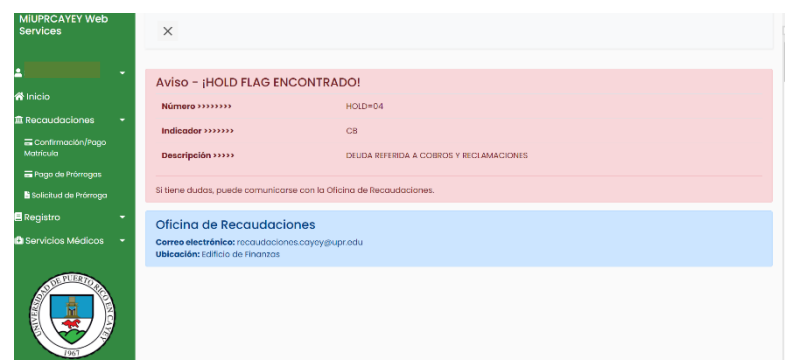 MiUPRCAYEY Web
Services
Inicio
Recaudaciones
Confirmación/Pago
Matrícula
Pago de Prórrogas
Solicitud de Prórroga
Registro
Servicios Médicos
UNIVERSIDAD DE PUERTO RICO EN CAYEY
1967
Aviso - ¡HOLD FLAG ENCONTRADO!
Número >>>>>>>> HOLD=04
Indicador >>>>>>> CB
Descripción >>>>> DEUDA REFERIDA A COBROS Y RECLAMACIONES
Si tiene dudas, puede comunicarse con la Oficina de Recaudaciones.
Oficina de Recaudaciones
Correo electrónico: recaudaciones.cayey@upr.edu
Ubicación: Edificio de Finanzas